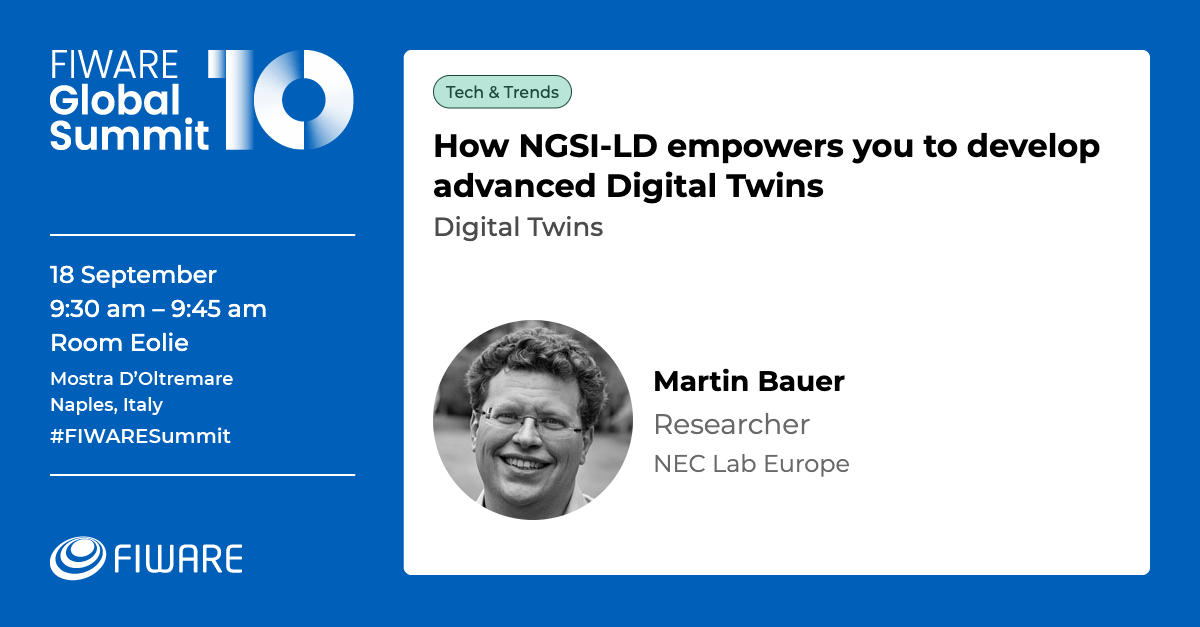 FIWARE
Global
Summit
10
18 September
9:30 am – 9:45 am
Room Eolie
Mostra D’Oltremare
Naples, Italy
#FIWARESummit
FIWARE
Tech & Trends
How NGSI-LD empowers you to develop
advanced Digital Twins
Digital Twins
Martin Bauer
Researcher
NEC Lab Europe